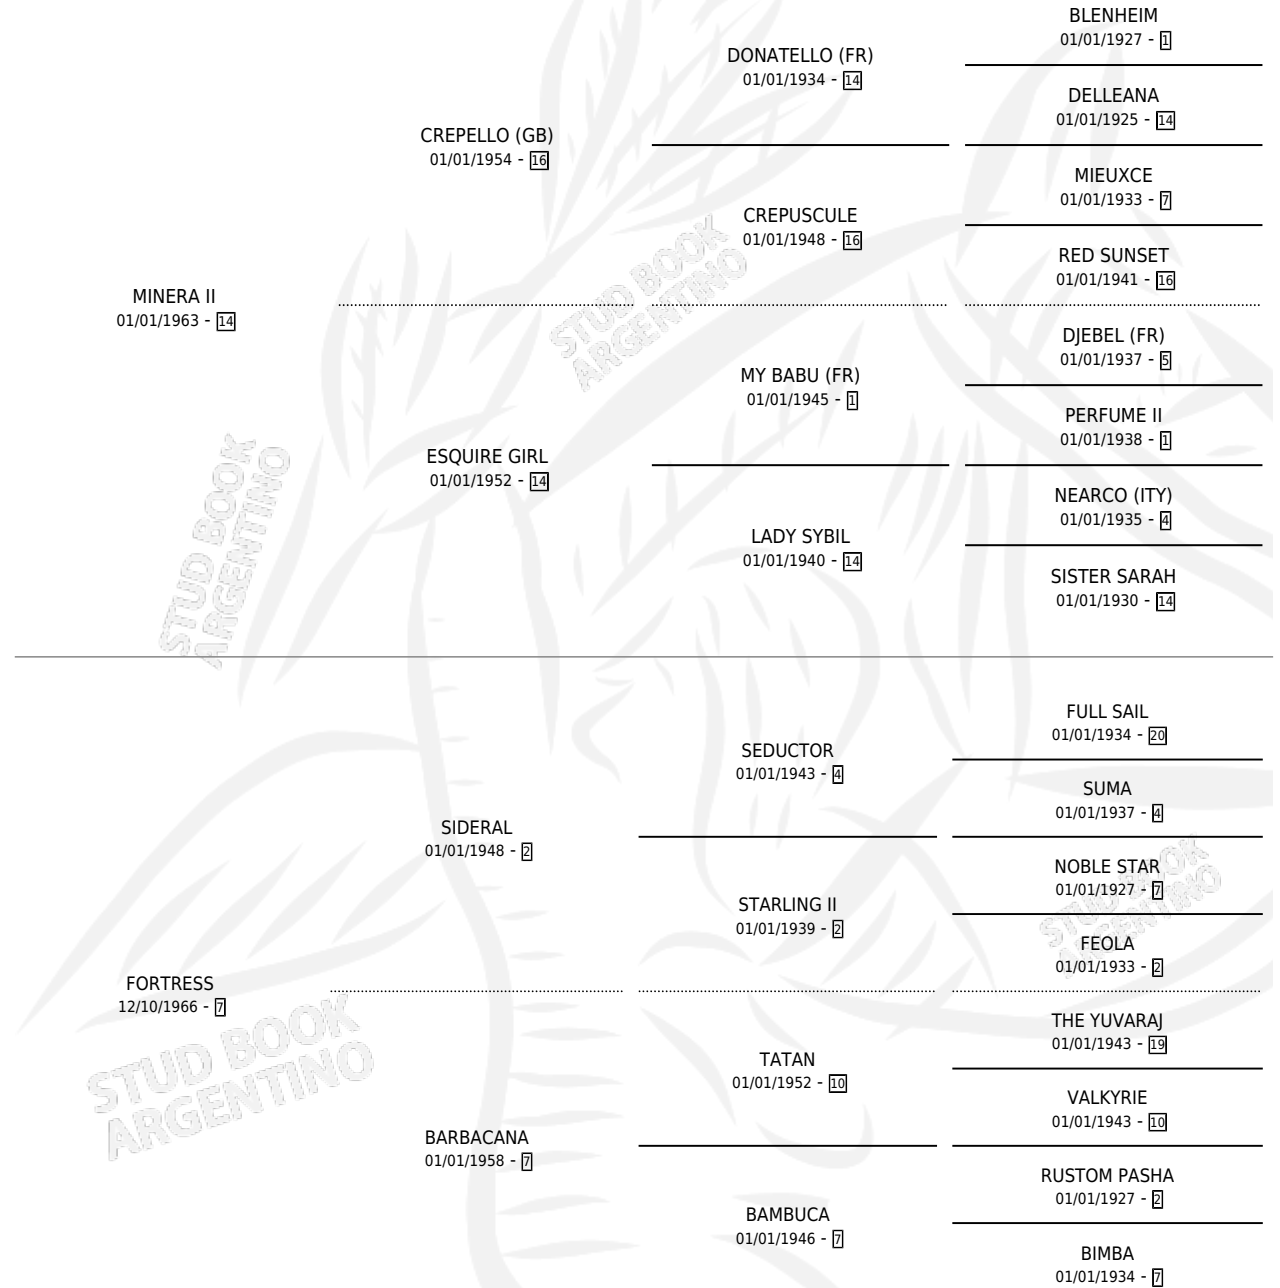 BLENHEIM
01/01/1927 - 1
DONATELLO (FR)
01/01/1934 - 14
DELLEANA
01/01/1925 - 14
CREPELLO (GB)
01/01/1954 - 16
MIEUXCE
01/01/1933 - 7
CREPUSCULE
01/01/1948 - 16
RED SUNSET
01/01/1941 - 16
MINERA II
01/01/1963 - 14
DJEBEL (FR)
01/01/1937 - 5
MY BABU (FR)
01/01/1945 - 1
PERFUME II
01/01/1938 - 1
ESQUIRE GIRL
01/01/1952 - 14
NEARCO (ITY)
01/01/1935 - 4
LADY SYBIL
01/01/1940 - 14
SISTER SARAH
01/01/1930 - 14
FULL SAIL
01/01/1934 - 20
SEDUCTOR
01/01/1943 - 4
SUMA
01/01/1937 - 4
SIDERAL
01/01/1948 - 2
NOBLE STAR
01/01/1927 - 7
STARLING II
01/01/1939 - 2
FEOLA
01/01/1933 - 2
FORTRESS
12/10/1966 - 7
THE YUVARAJ
01/01/1943 - 19
TATAN
01/01/1952 - 10
VALKYRIE
01/01/1943 - 10
BARBACANA
01/01/1958 - 7
RUSTOM PASHA
01/01/1927 - 2
BAMBUCA
01/01/1946 - 7
BIMBA
01/01/1934 - 7
STUD BOOK
ARGENTINO
STUD BOOK
ARGENTINO
STUD BOOK
ARGENTINO
STUD BOOK
ARGENTINO